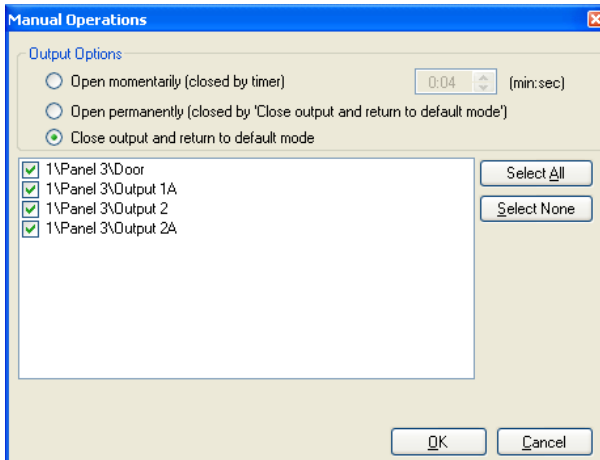 Manual Operations
Output Options
Open momentarily (closed by timer) 0:04 (min:sec)
Open permanently (closed by 'Close output and return to default mode')
Close output and return to default mode
1\Panel 3\Door
1\Panel 3\Output 1A
1\Panel 3\Output 2
1\Panel 3\Output 2A
Select All
Select None
OK Cancel